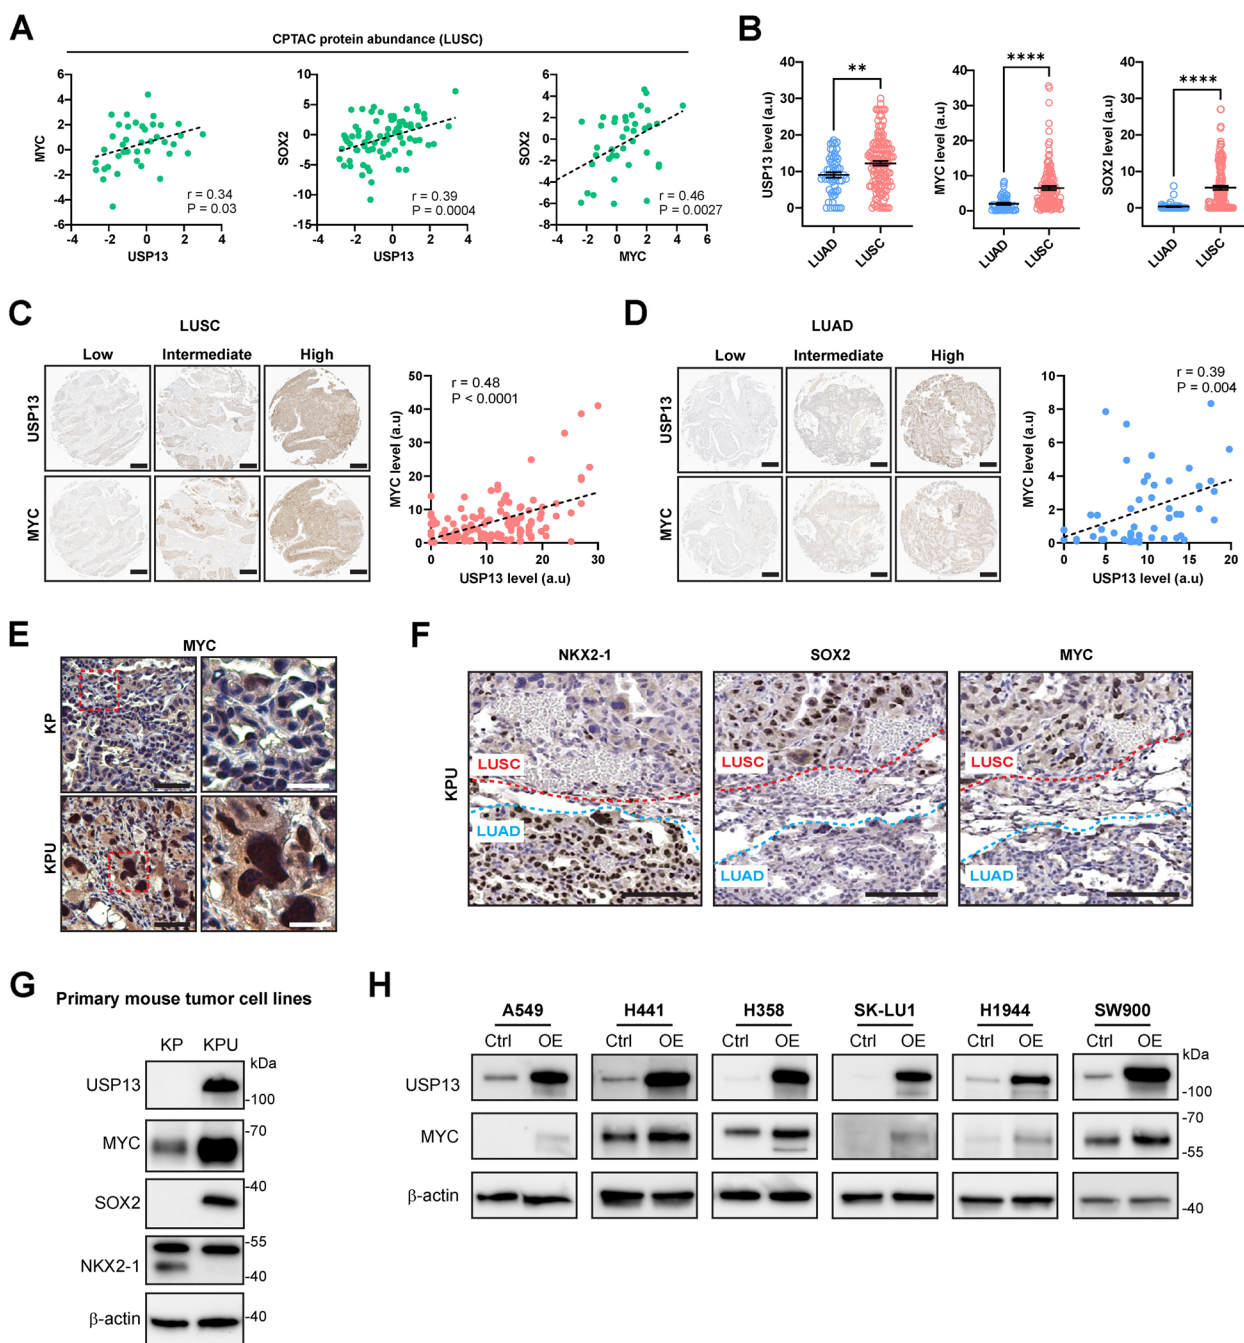 A
CPTAC protein abundance (LUSC)
MYC
6
4
2
0
-2
-4
-6
-4 -2 0 2 4
USP13
r = 0.34
P = 0.03
SOX2
10
5
0
-5
-10
-15
-4 -2 0 2 4
USP13
r = 0.39
P = 0.0004
SOX2
6
4
2
0
-2
-4
-6
-8
-4 -2 0 2 4 6
MYC
r = 0.46
P = 0.0027
B
USP13 level (a.u)
40
30
20
10
0
**
LUAD LUSC
MYC level (a.u)
40
30
20
10
0
****
LUAD LUSC
SOX2 level (a.u)
40
30
20
10
0
****
LUAD LUSC
C
LUSC
Low Intermediate High
USP13
MYC
r = 0.48
P < 0.0001
MYC level (a.u)
50
40
30
20
10
0
0 10 20 30
USP13 level (a.u)
D
LUAD
Low Intermediate High
USP13
MYC
r = 0.39
P = 0.004
MYC level (a.u)
10
8
6
4
2
0
0 5 10 15 20
USP13 level (a.u)
E
MYC
KP
KPU
F
NKX2-1 SOX2 MYC
KPU
LUSC LUSC LUSC
LUAD LUAD LUAD
G
Primary mouse tumor cell lines
KP KPU
kDa
USP13
-100
MYC
-70
-55
SOX2
-40
NKX2-1
-55
-40
β-actin
-40
H
A549 H441 H358 SK-LU1 H1944 SW900
Ctrl OE Ctrl OE Ctrl OE Ctrl OE Ctrl OE Ctrl OE
kDa
USP13
-100
MYC
-70
-55
β-actin
-40